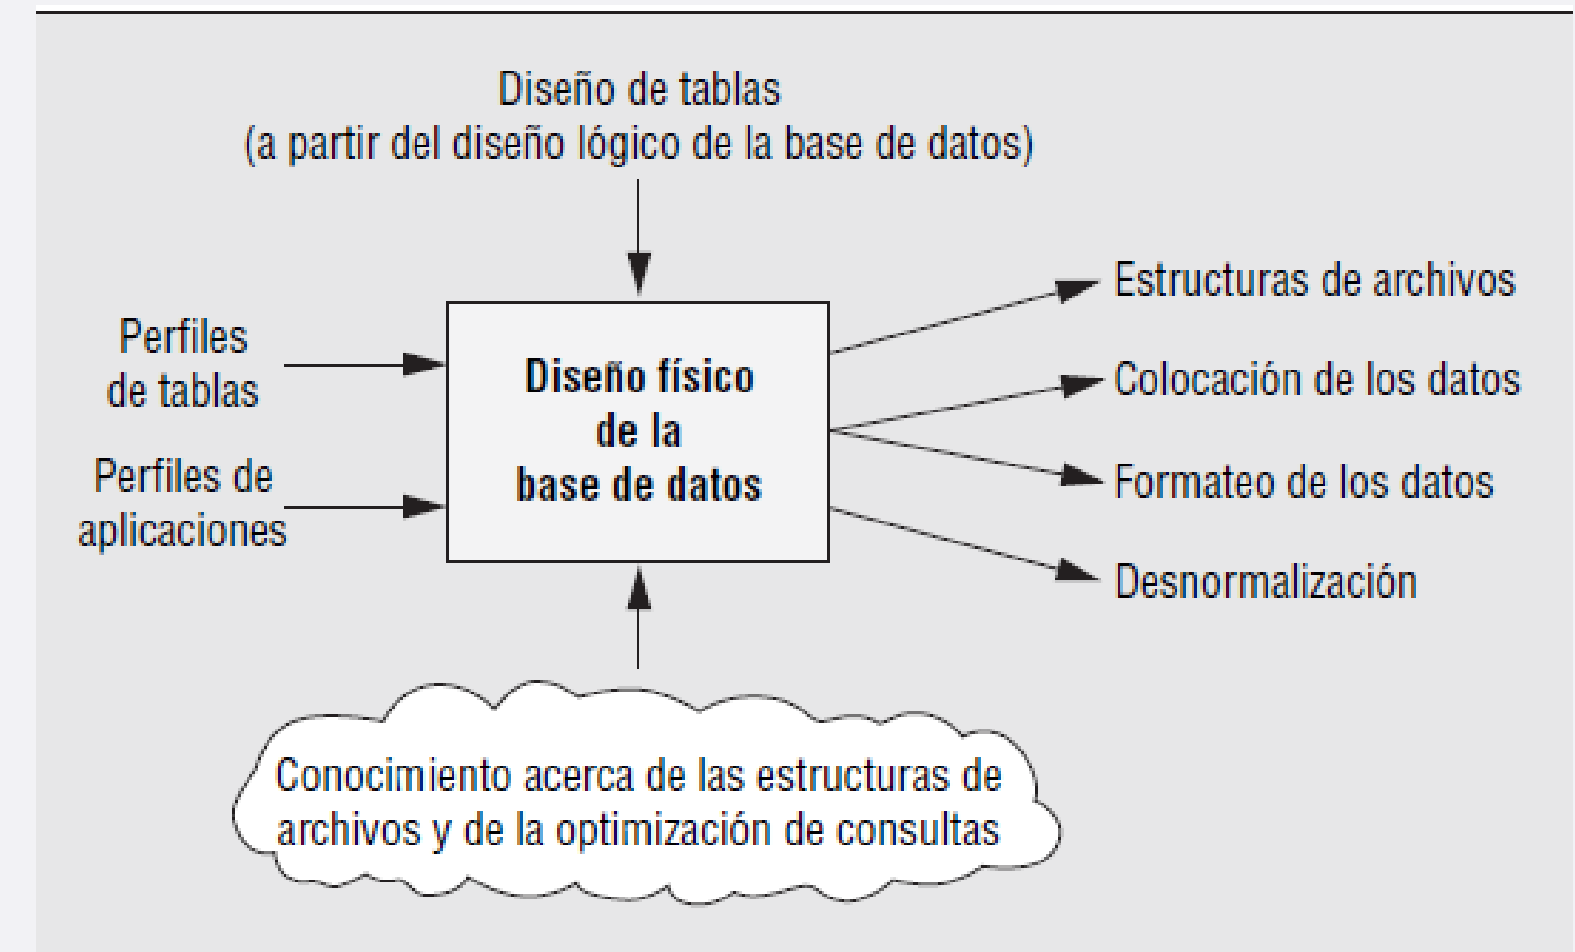 Diseño de tablas
(a partir del diseño lógico de la base de datos)
Perfiles
de tablas
Perfiles de
aplicaciones
Diseño físico
de la
base de datos
Estructuras de archivos
Colocación de los datos
Formateo de los datos
Desnormalización
Conocimiento acerca de las estructuras de
archivos y de la optimización de consultas